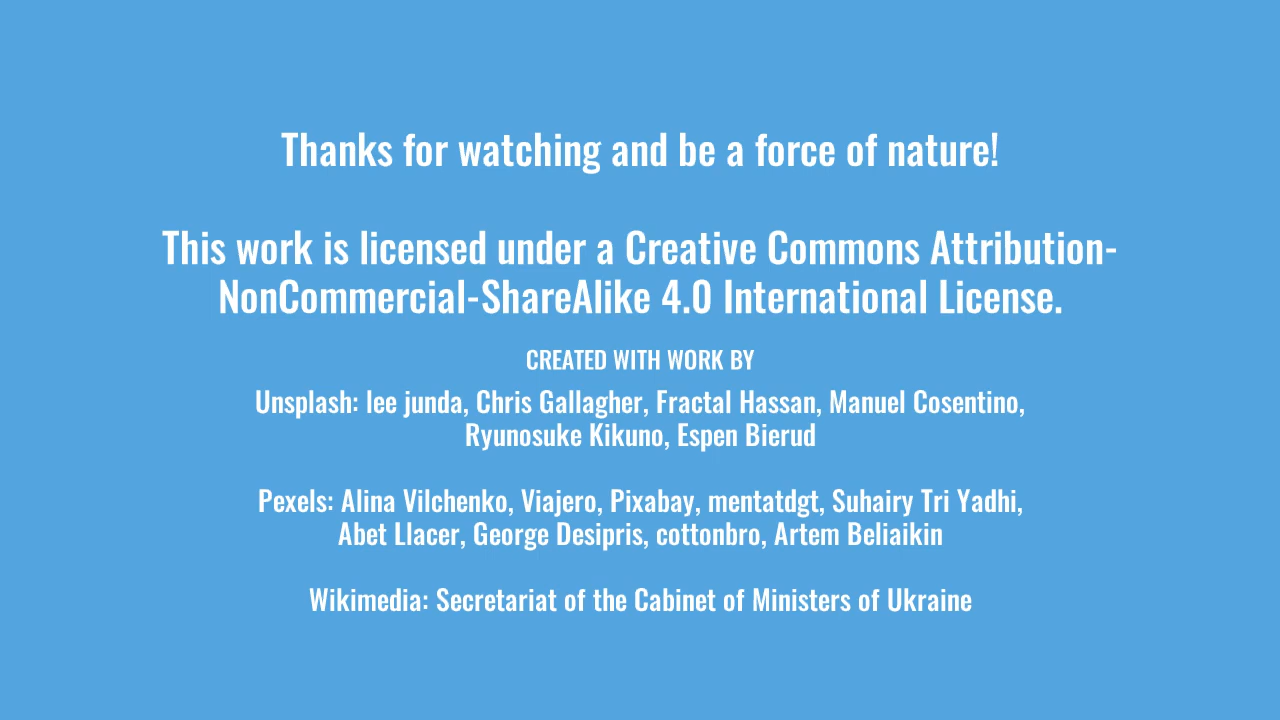 Thanks for watching and be a force of nature!
This work is licensed under a Creative Commons Attribution-
NonCommercial-ShareAlike 4.0 International License.
CREATED WITH WORK BY
Unsplash: lee junda, Chris Gallagher, Fractal Hassan, Manuel Cosentino,
Ryunosuke Kikuno, Espen Bierud
Pexels: Alina Vilchenko, Viajero, Pixabay, mentatdgt, Suhairy Tri Yadhi,
Abet Llacer, George Desipris, cottonbro, Artem Beliaikin
Wikimedia: Secretariat of the Cabinet of Ministers of Ukraine